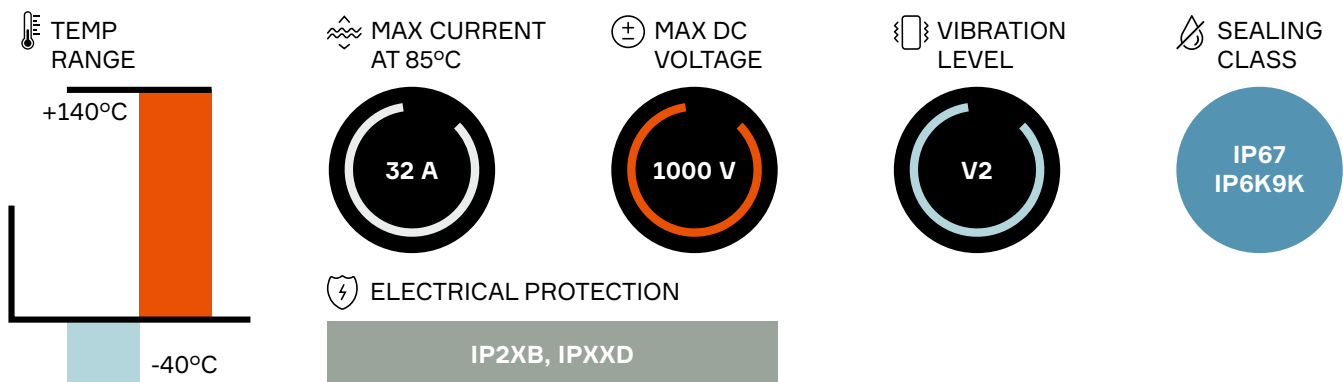 TEMP
RANGE
+140°C
-40°C
MAX CURRENT
AT 85°C
32 A
MAX DC
VOLTAGE
1000 V
VIBRATION
LEVEL
V2
SEALING
CLASS
IP67
IP6K9K
ELECTRICAL PROTECTION
IP2XB, IPXXD